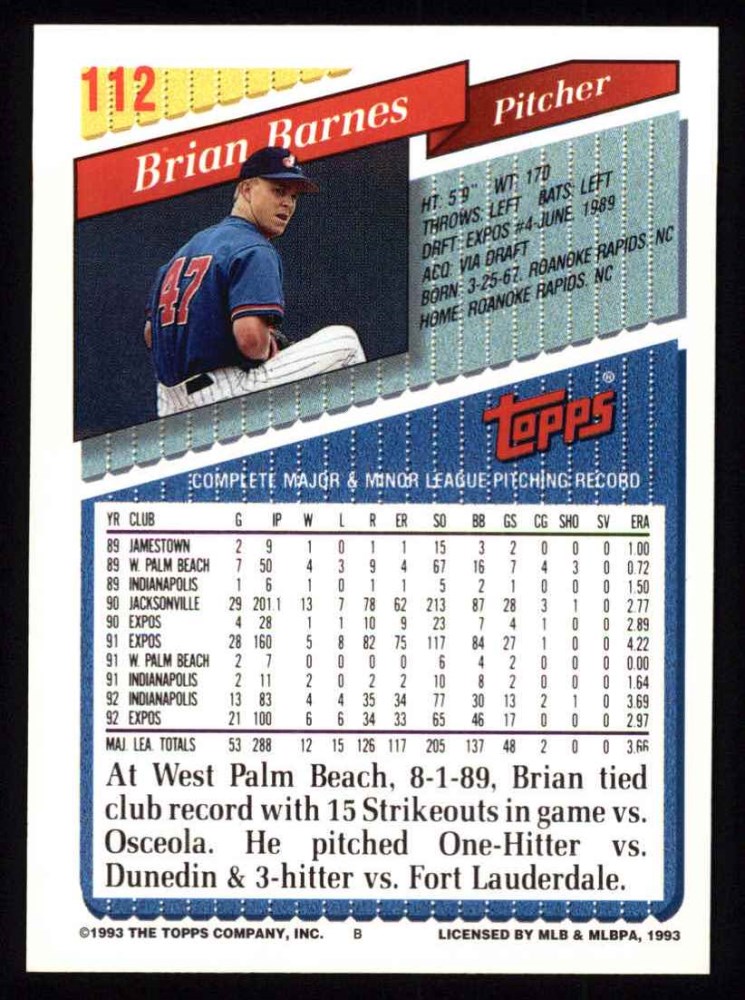 112
Brian Barnes
Pitcher
HT: 5'9" WT: 170
THROWS: LEFT BATS: LEFT
DRFT: EXPOS #4-JUNE, 1989
ACQ: VIA DRAFT
BORN: 3-25-67, ROANOKE RAPIDS, NC
HOME: ROANOKE RAPIDS, NC
47
topps®
COMPLETE MAJOR & MINOR LEAGUE PITCHING RECORD
YR CLUB G IP W L R ER SO BB GS CG SHO SV ERA
89 JAMESTOWN 2 9 1 0 1 1 15 3 2 0 0 0 1.00
89 W. PALM BEACH 7 50 4 3 9 4 67 16 7 4 3 0 0.72
89 INDIANAPOLIS 1 6 1 0 1 1 5 2 1 0 0 0 1.50
90 JACKSONVILLE 29 201.1 13 7 78 62 213 87 28 3 1 0 2.77
90 EXPOS 4 28 1 1 10 9 23 7 4 1 0 0 2.89
91 EXPOS 28 160 5 8 82 75 117 84 27 1 0 0 4.22
91 W. PALM BEACH 2 7 0 0 0 0 6 4 2 0 0 0 0.00
91 INDIANAPOLIS 2 11 2 0 2 2 10 8 2 0 0 0 1.64
92 INDIANAPOLIS 13 83 4 4 35 34 77 30 13 2 1 0 3.69
92 EXPOS 21 100 6 6 34 33 65 46 17 0 0 0 2.97
MAJ. LEA. TOTALS 53 288 12 15 126 117 205 137 48 2 0 0 3.66
At West Palm Beach, 8-1-89, Brian tied
club record with 15 Strikeouts in game vs.
Osceola. He pitched One-Hitter vs.
Dunedin & 3-hitter vs. Fort Lauderdale.
©1993 THE TOPPS COMPANY, INC. B LICENSED BY MLB & MLBPA, 1993